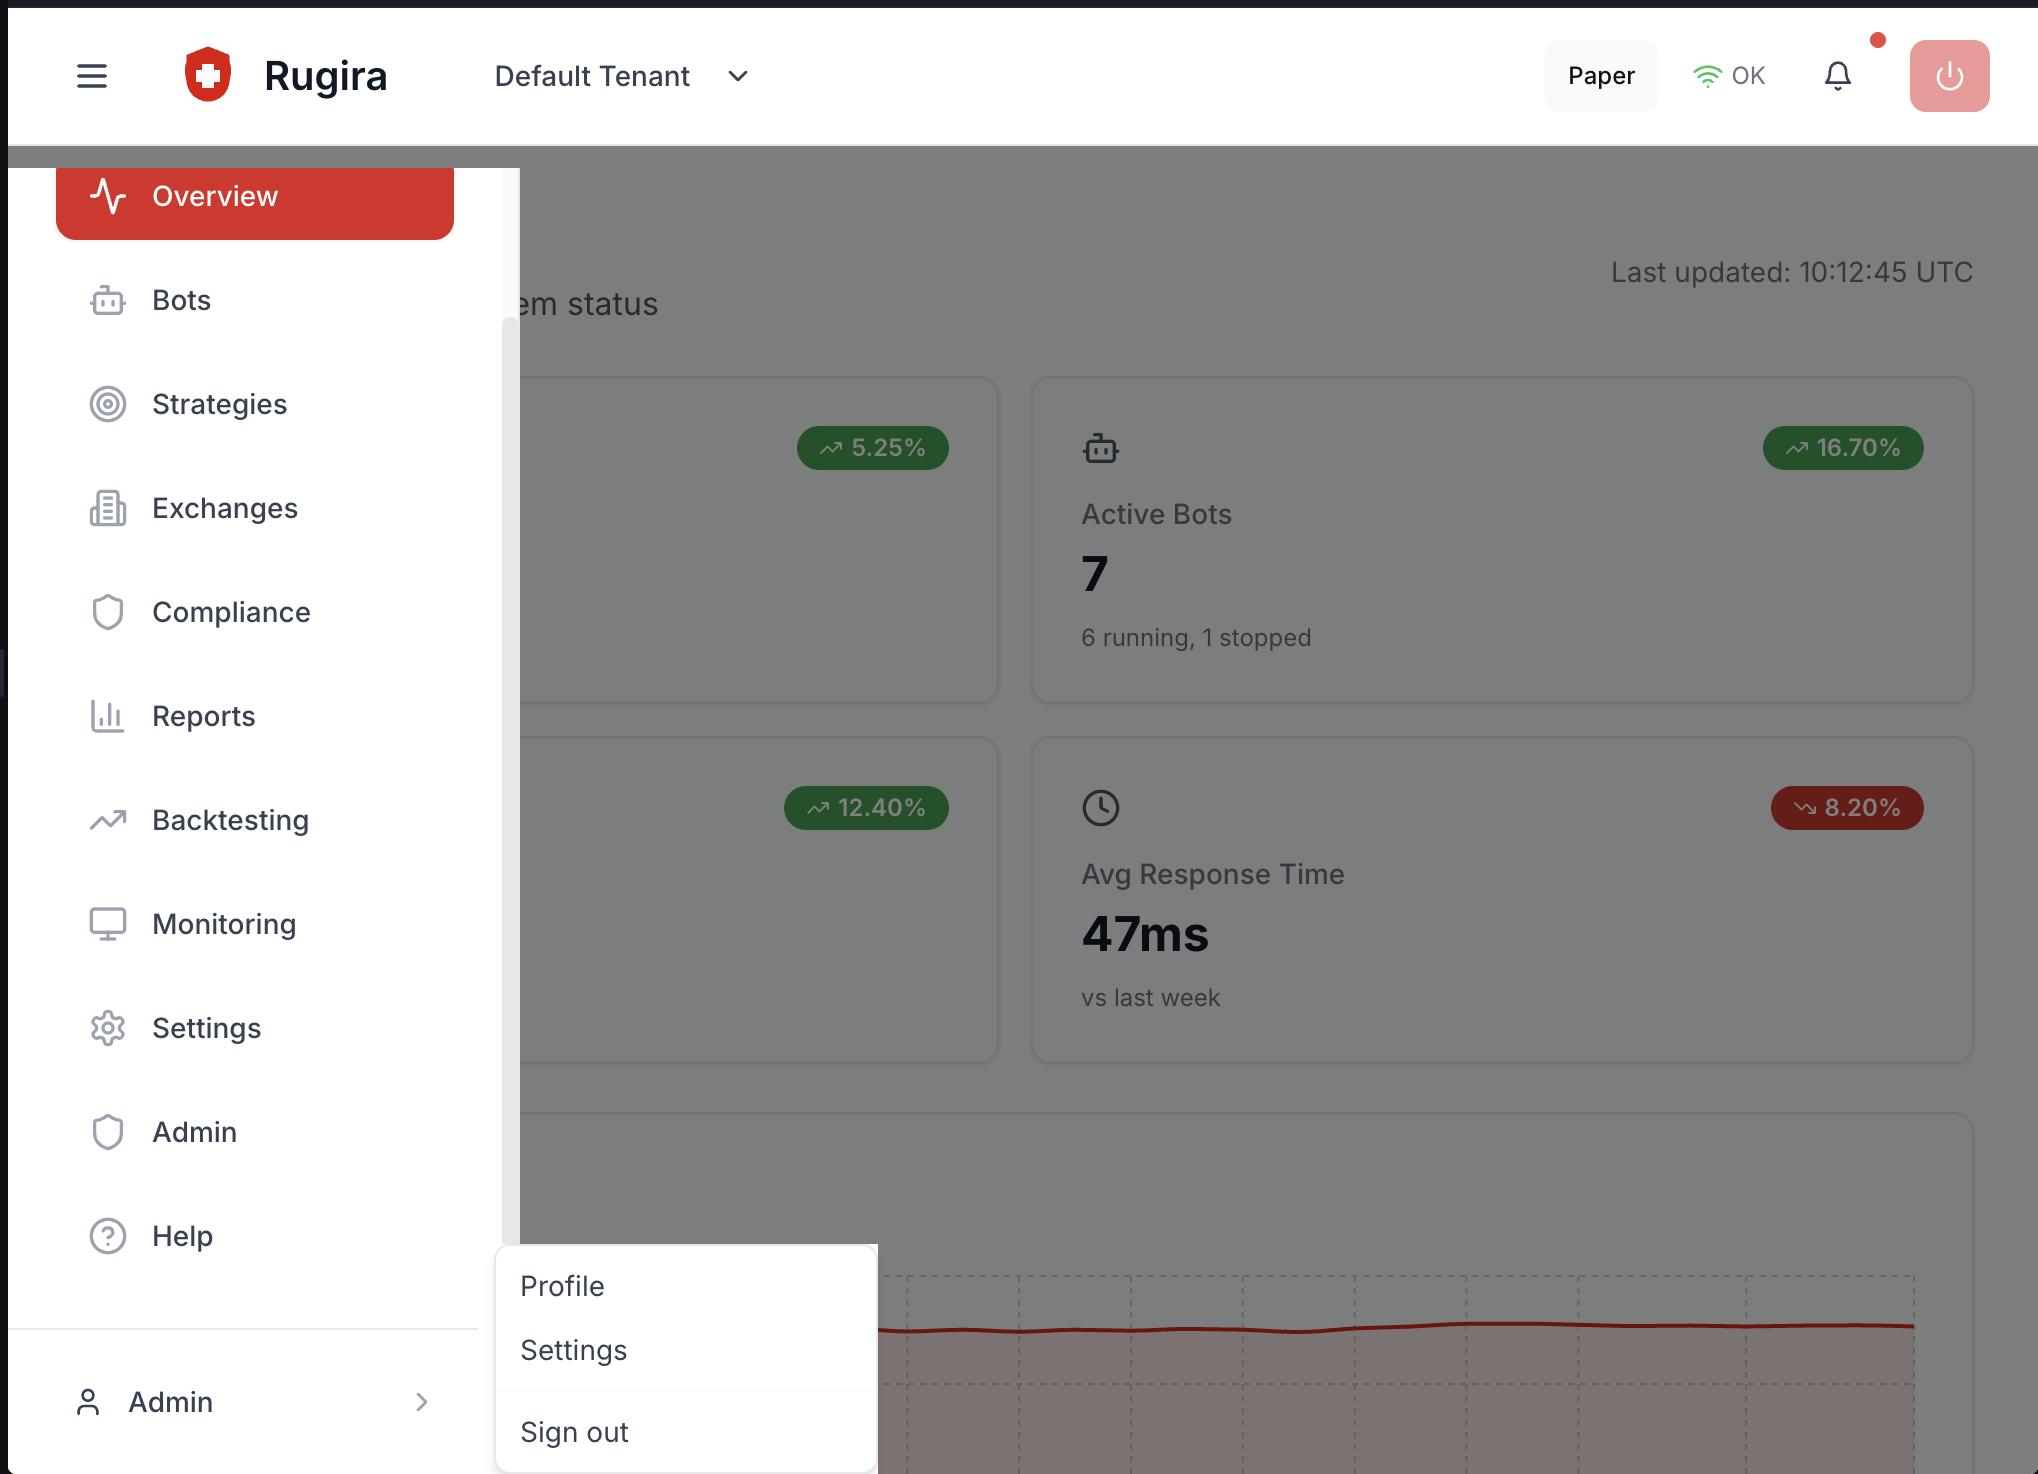 Rugira
Default Tenant
Paper
OK
Overview
Bots
Strategies
Exchanges
Compliance
Reports
Backtesting
Monitoring
Settings
Admin
Help
Admin
Profile
Settings
Sign out
em status
Last updated: 10:12:45 UTC
5.25%
16.70%
Active Bots
7
6 running, 1 stopped
12.40%
8.20%
Avg Response Time
47ms
vs last week